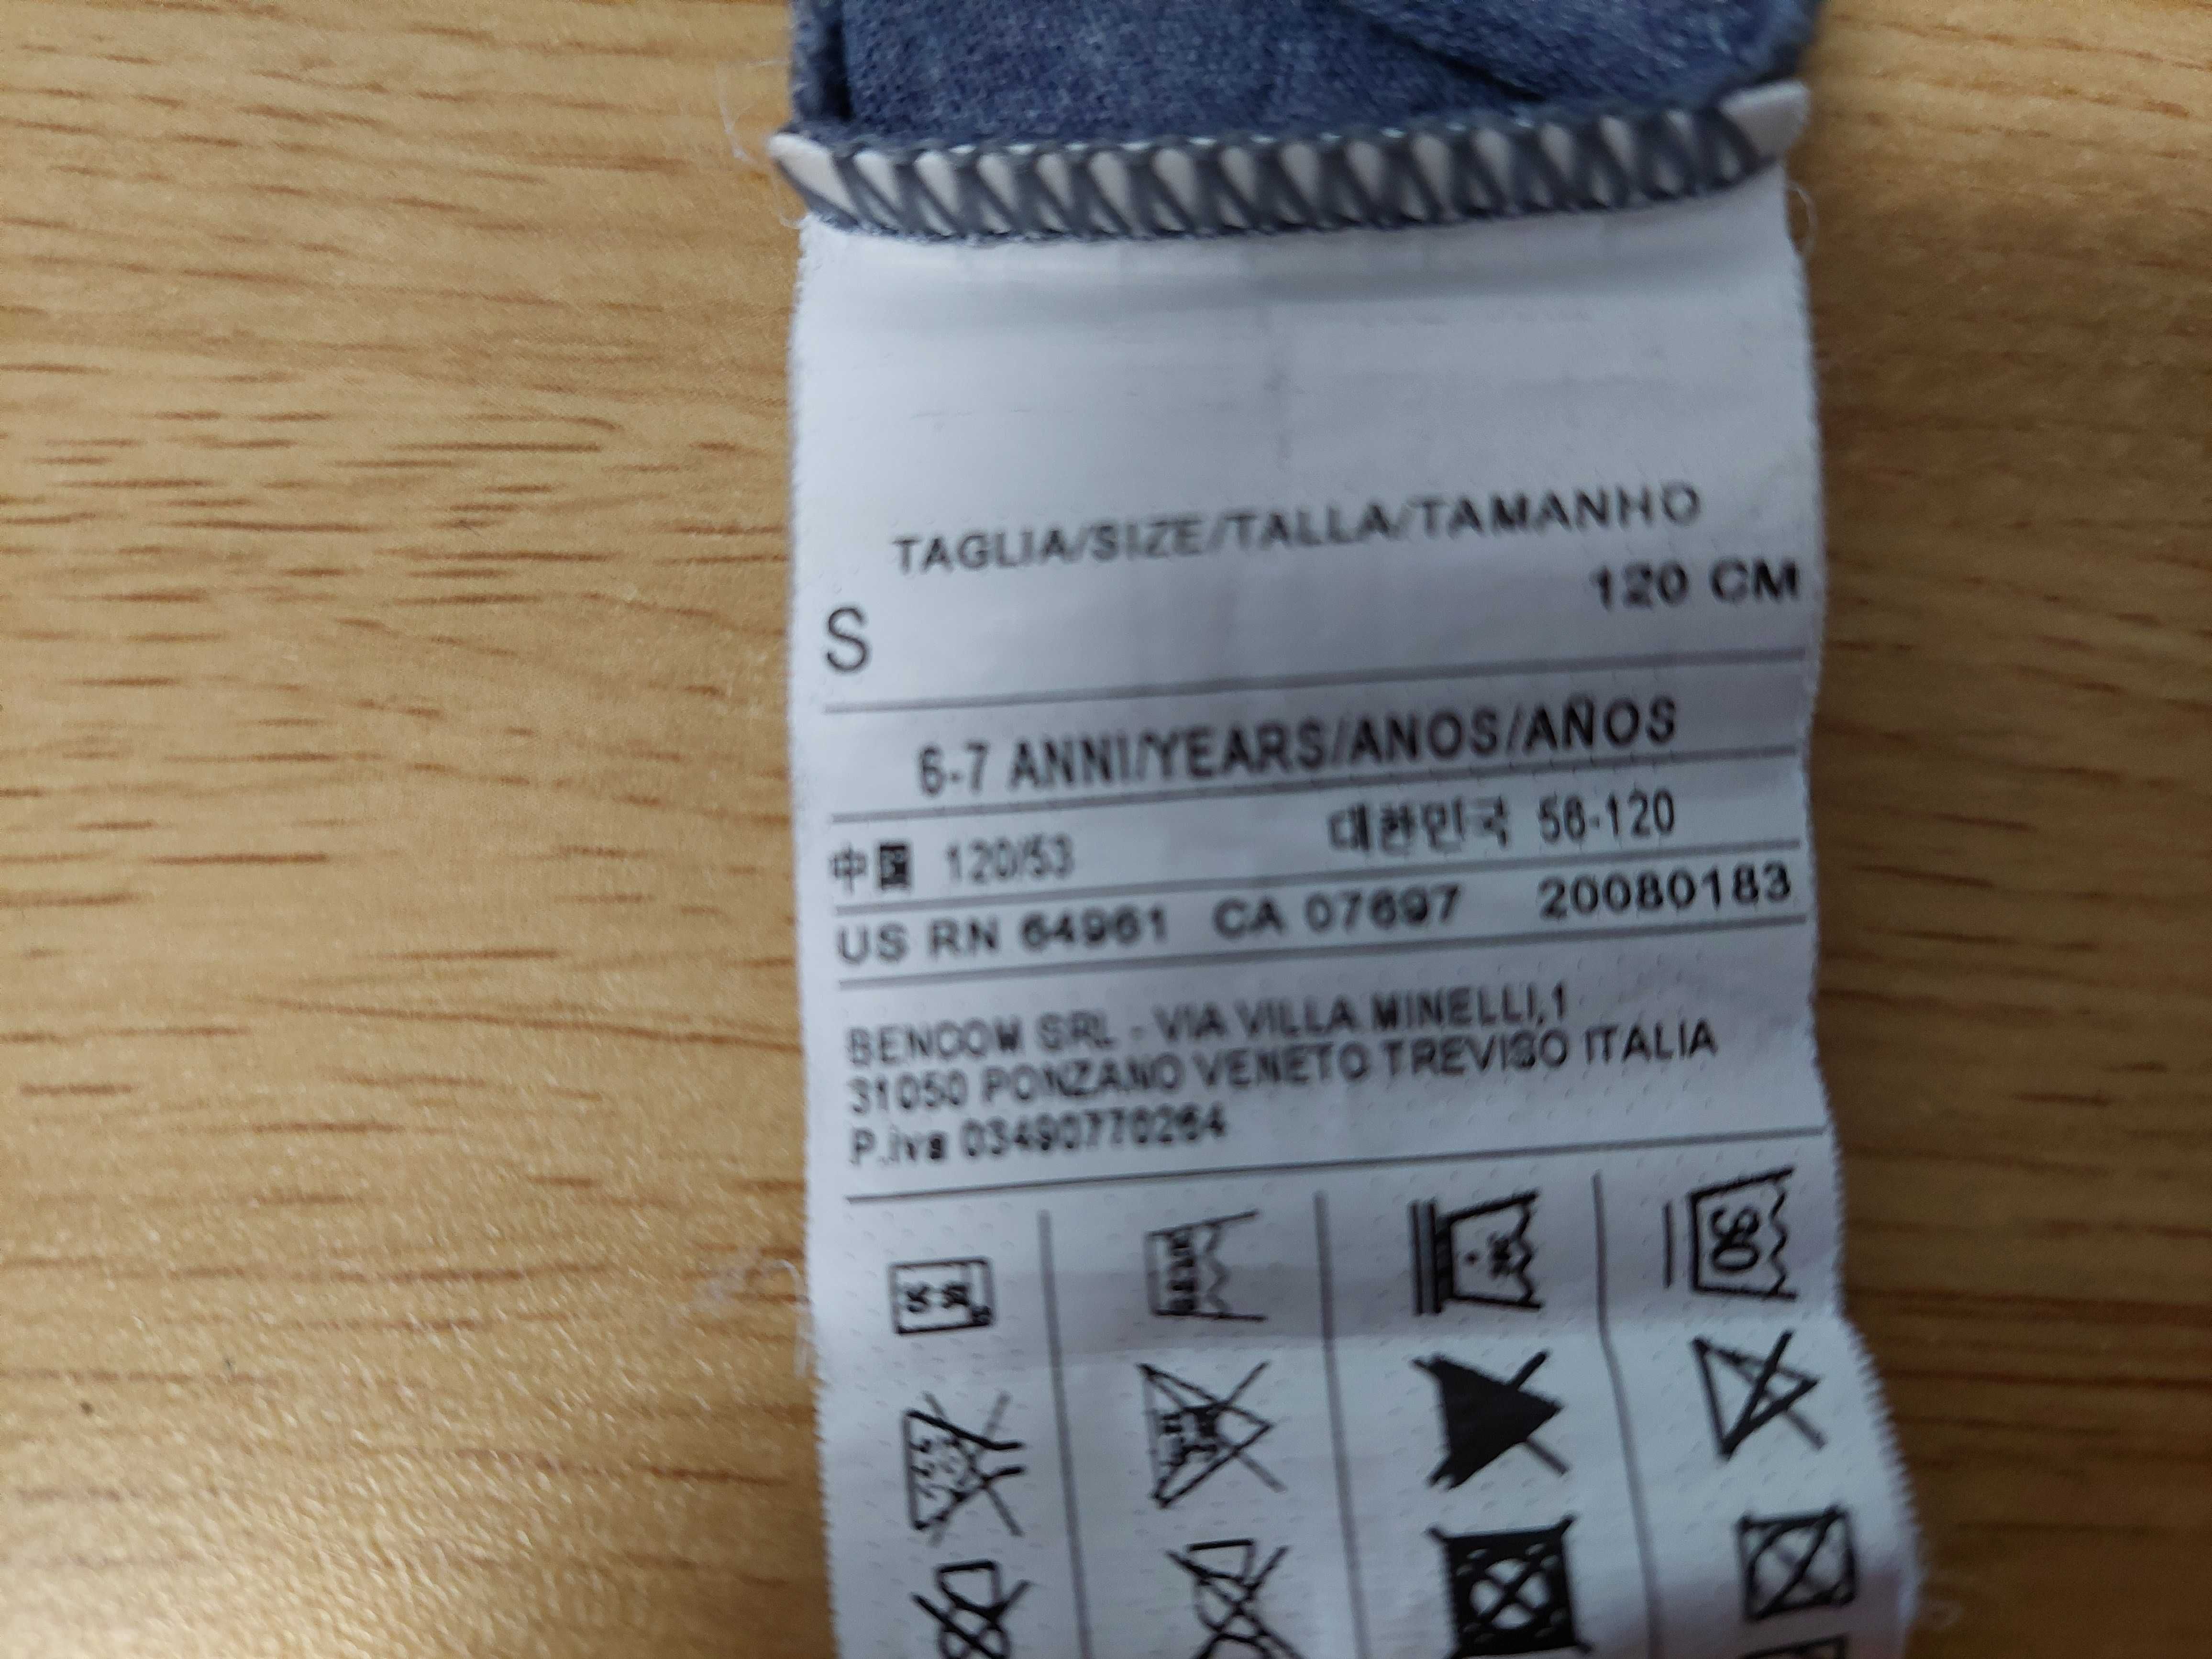 TAGLIA/SIZE/TALLA/TAMANHO
120 CM
S
6-7 ANNI/YEARS/ANOS/AÑOS
中国 120/53 대한민국 56-120
US RN 64961 CA 07697 20080183
BENCOM SRL - VIA VILLA MINELLI,1
31050 PONZANO VENETO TREVISO ITALIA
P.iva 03490770264
30